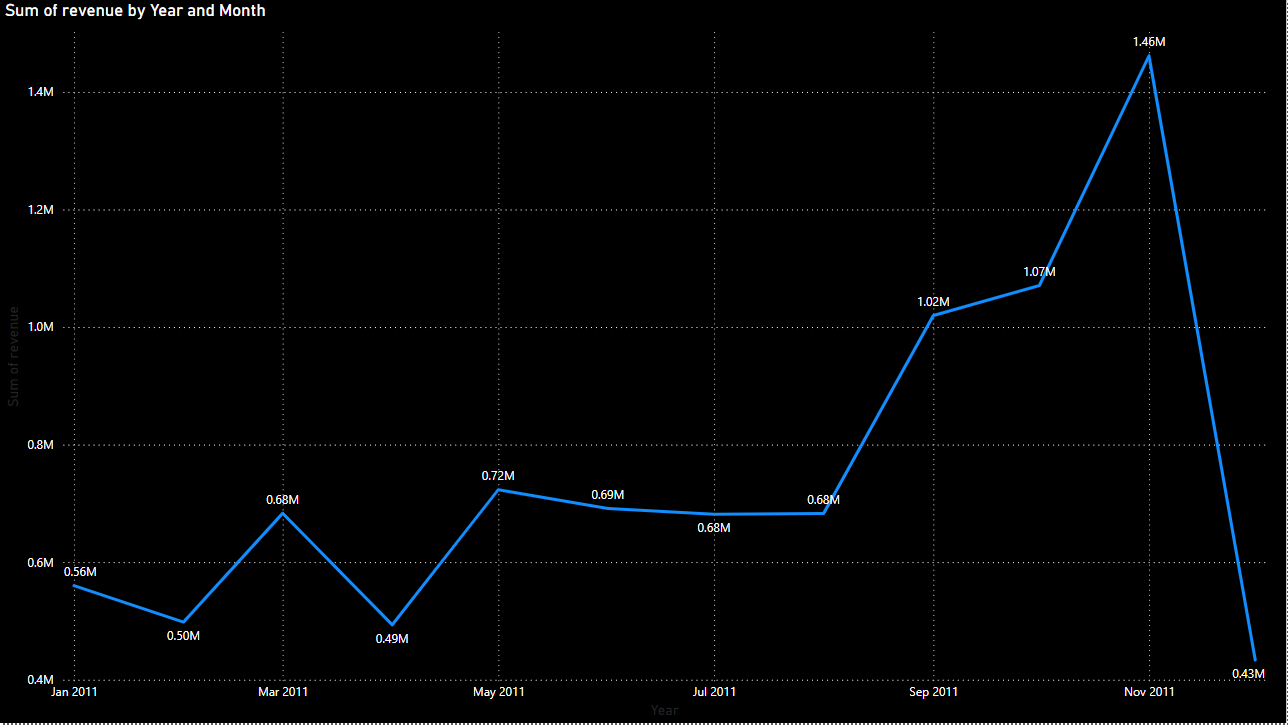 Sum of revenue by Year and Month
1.46M
1.4M
1.2M
1.07M
1.02M
1.0M
Sum of revenue
0.8M
0.72M
0.69M
0.68M
0.68M
0.68M
0.6M
0.56M
0.50M
0.49M
0.43M
0.4M
Jan 2011 Mar 2011 May 2011 Jul 2011 Sep 2011 Nov 2011
Year